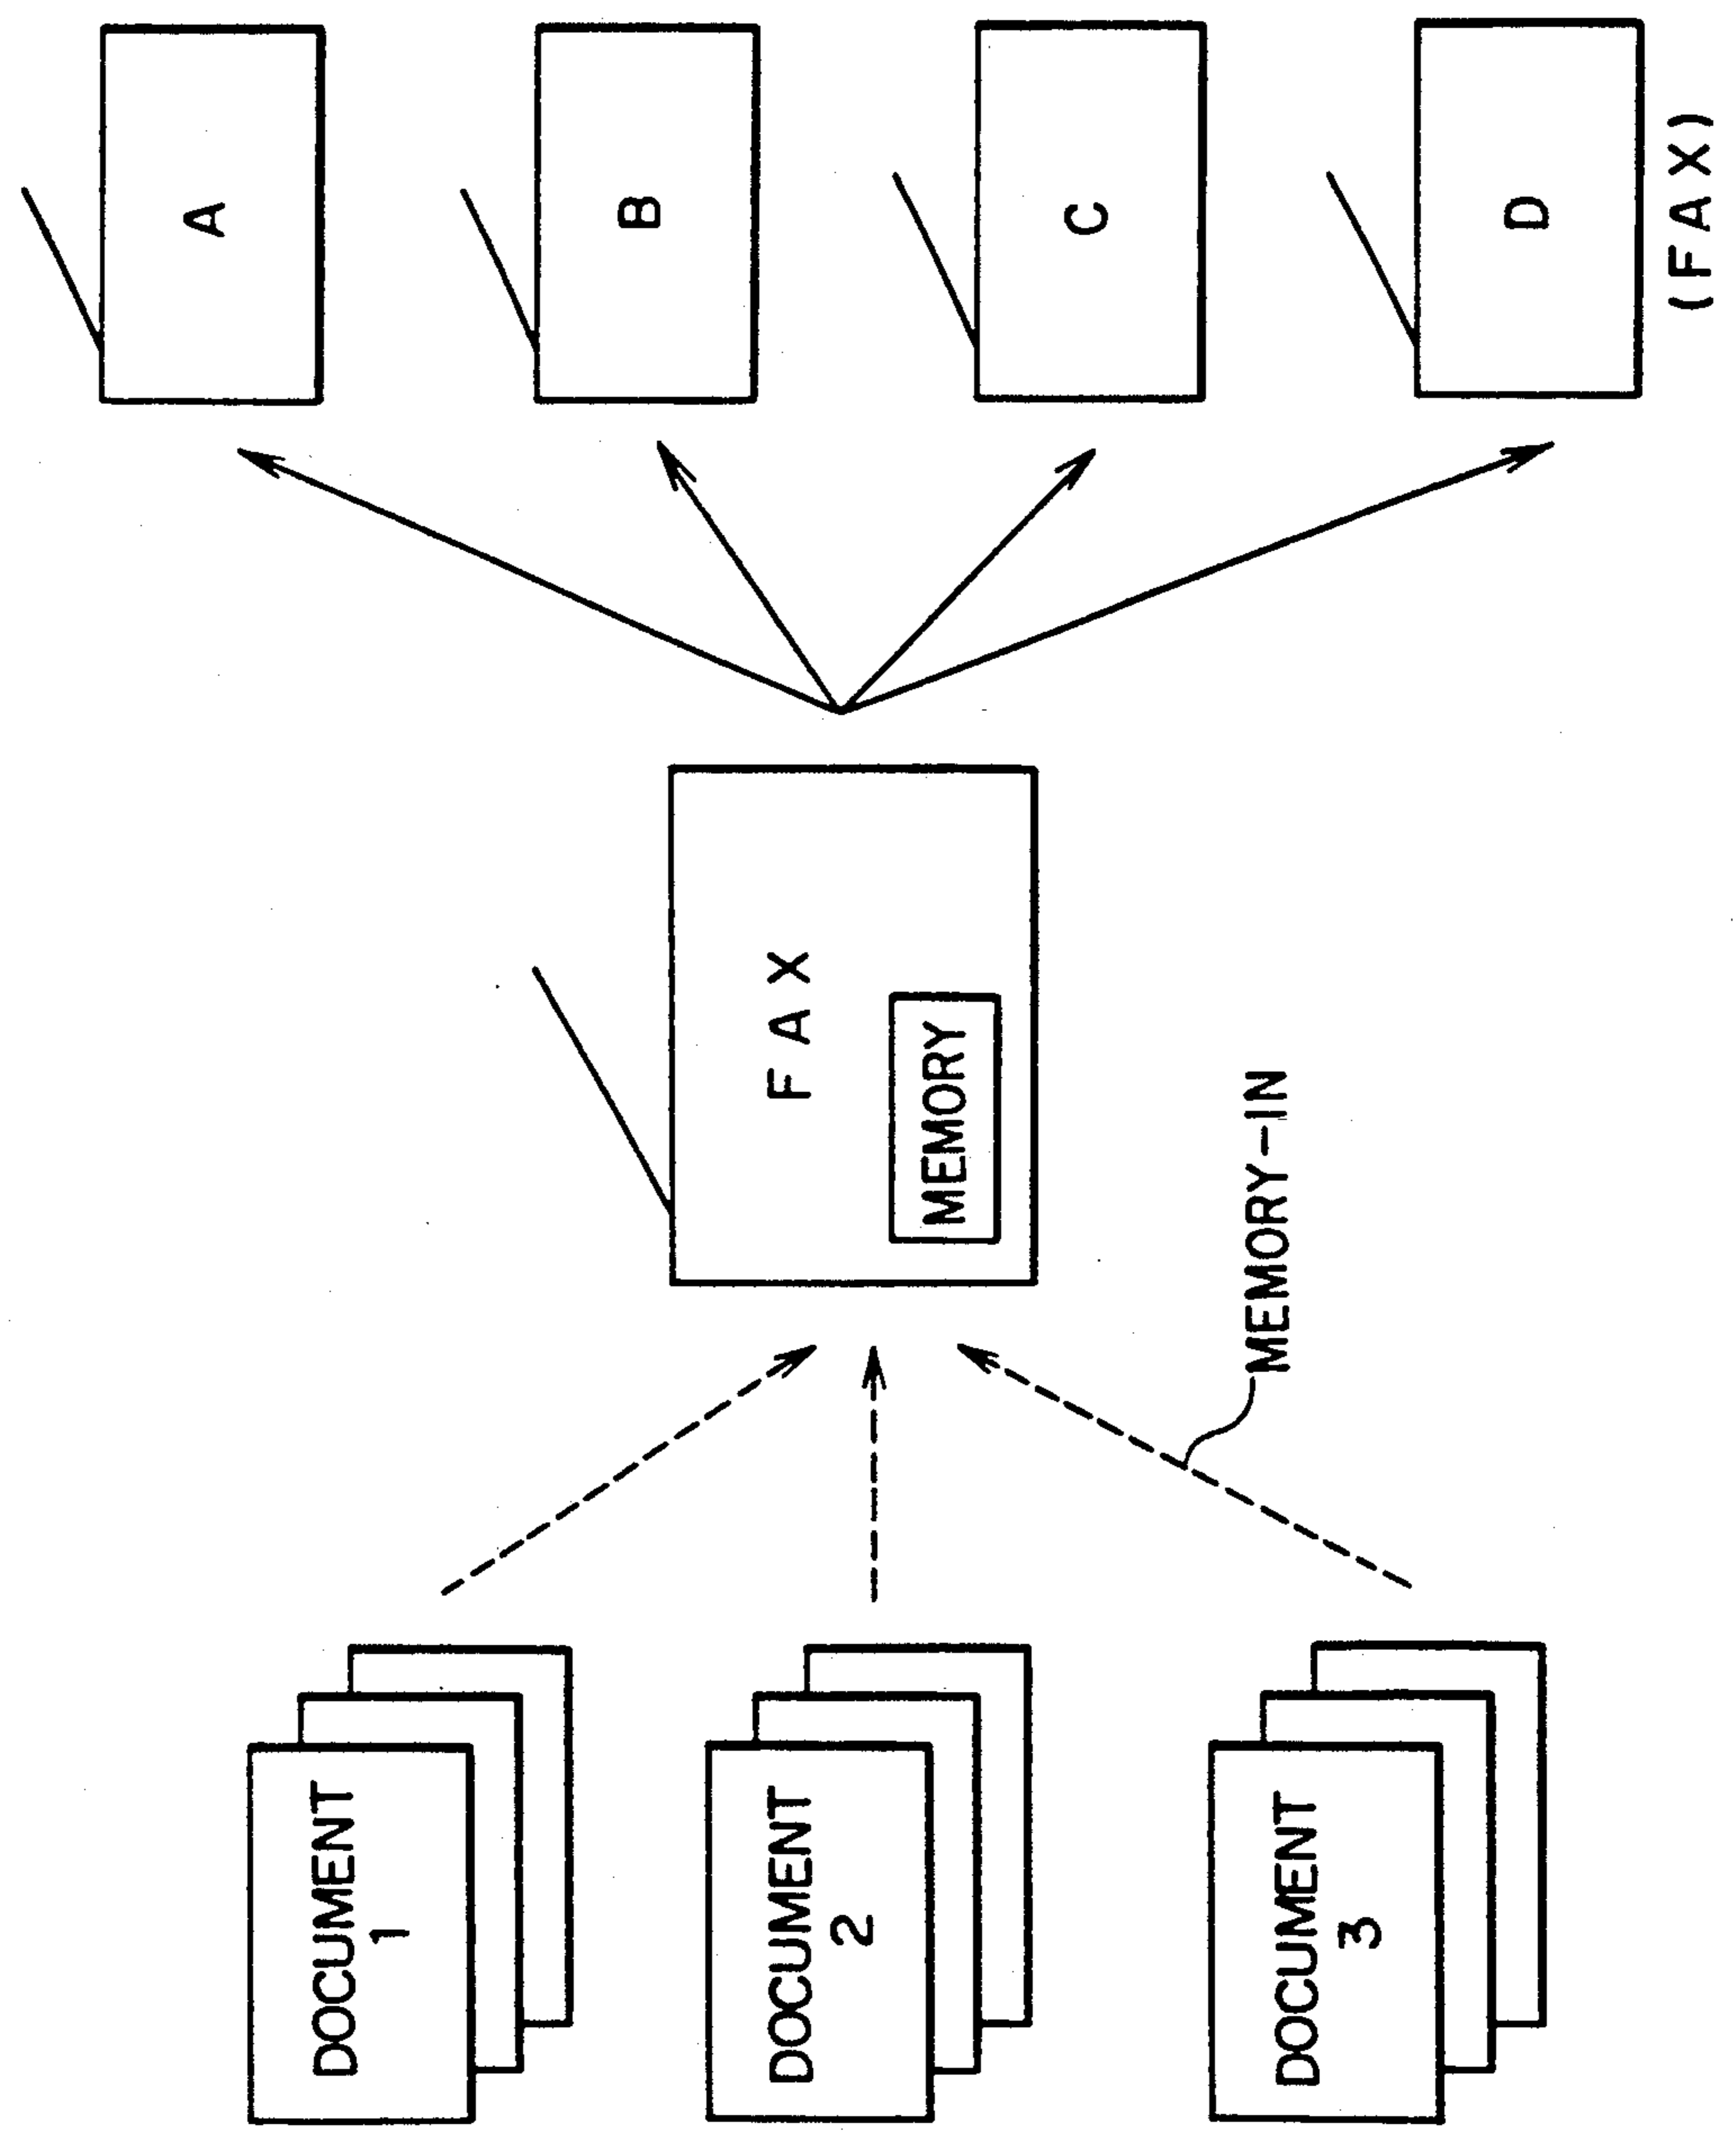 DOCUMENT
1
DOCUMENT
2
DOCUMENT
3
MEMORY-IN
FAX
MEMORY
A
B
C
D
(FAX)